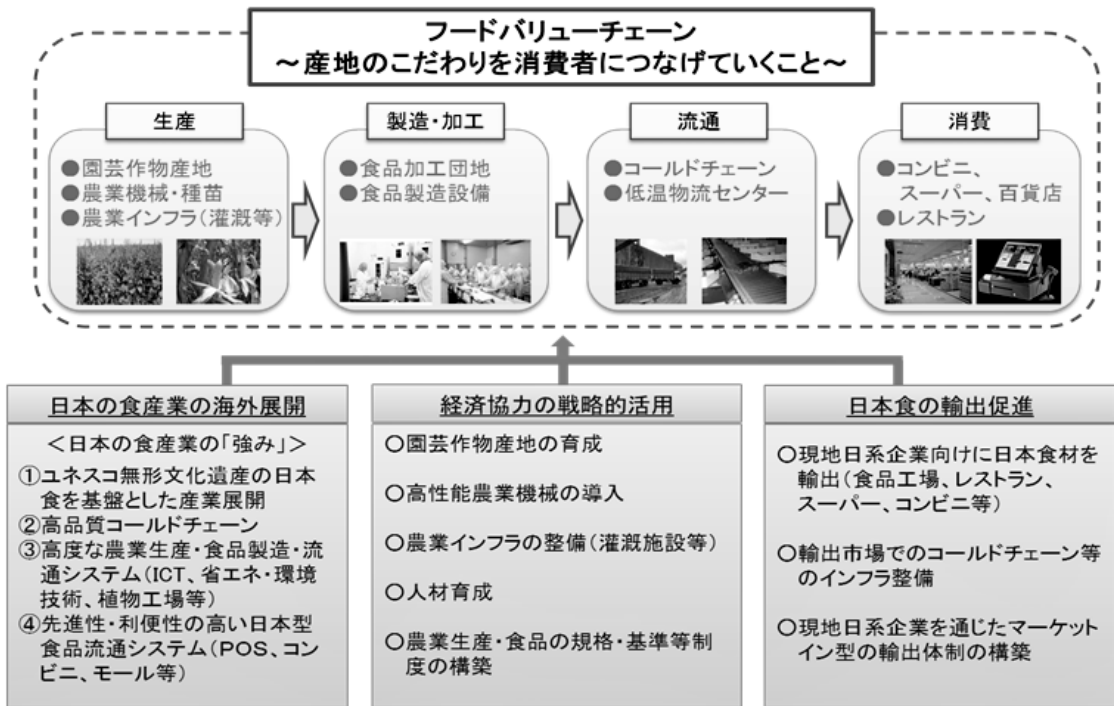 フードバリューチェーン
～産地のこだわりを消費者につなげていくこと～
生産
●園芸作物産地
●農業機械・種苗
●農業インフラ(灌漑等)
製造・加工
●食品加工団地
●食品製造設備
流通
●コールドチェーン
●低温物流センター
消費
●コンビニ、
スーパー、百貨店
●レストラン
日本の食産業の海外展開
＜日本の食産業の「強み」＞
①ユネスコ無形文化遺産の日本
食を基盤とした産業展開
②高品質コールドチェーン
③高度な農業生産・食品製造・流
通システム(ICT、省エネ・環境
技術、植物工場等)
④先進性・利便性の高い日本型
食品流通システム(POS、コン
ビニ、モール等)
経済協力の戦略的活用
○園芸作物産地の育成
○高性能農業機械の導入
○農業インフラの整備(灌漑施設等)
○人材育成
○農業生産・食品の規格・基準等制
度の構築
日本食の輸出促進
○現地日系企業向けに日本食材を
輸出(食品工場、レストラン、
スーパー、コンビニ等)
○輸出市場でのコールドチェーン等
のインフラ整備
○現地日系企業を通じたマーケット
イン型の輸出体制の構築